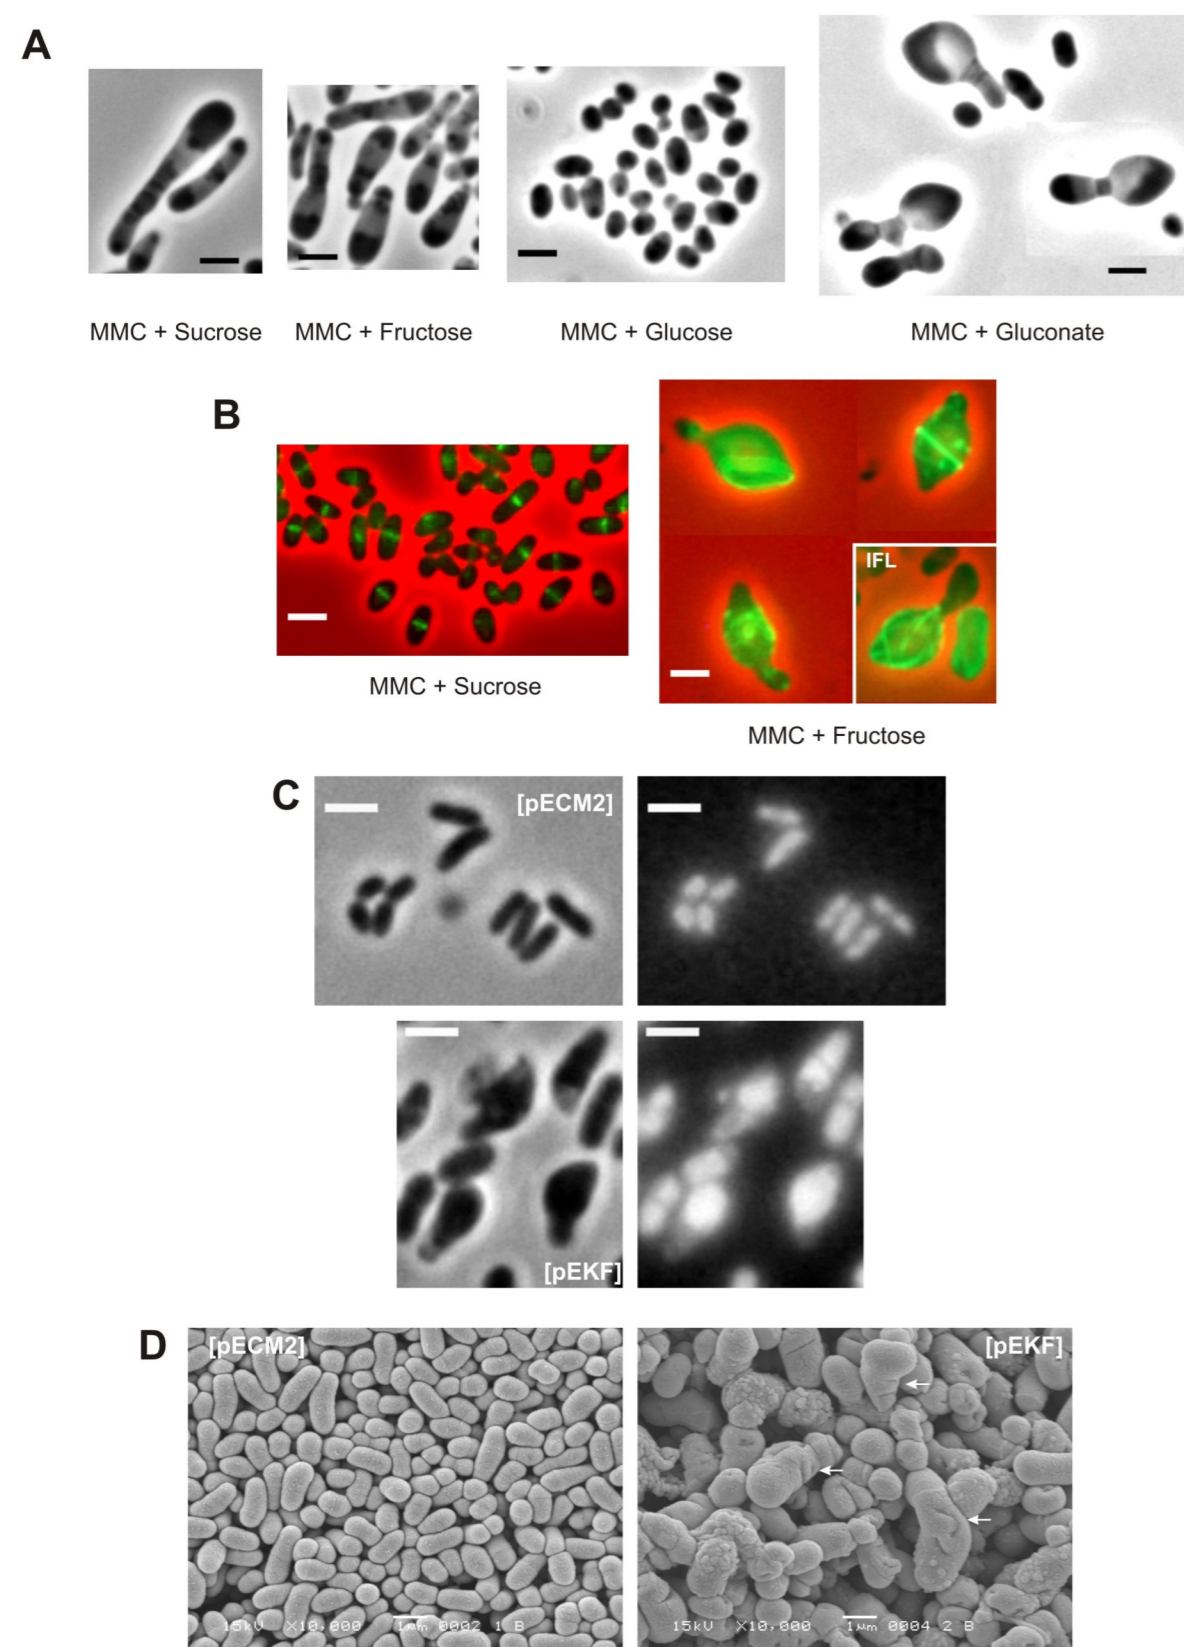 A
MMC + Sucrose
MMC + Fructose
MMC + Glucose
MMC + Gluconate
B
IFL
MMC + Sucrose
MMC + Fructose
C
[pECM2]
[pEKF]
D
[pECM2]
[pEKF]
15kV X10,000 1µm 0002 1 B
15kV X10,000 1µm 0004 2 B